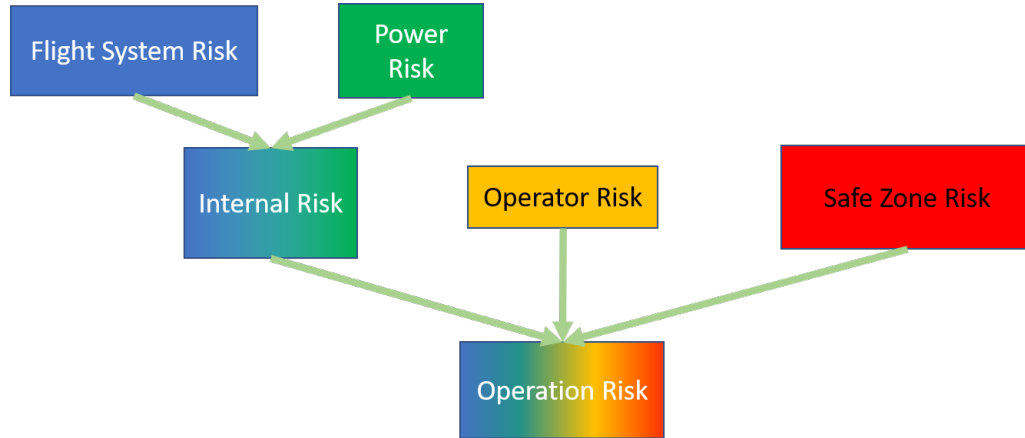 Flight System Risk
Power
Risk
Internal Risk
Operator Risk
Safe Zone Risk
Operation Risk